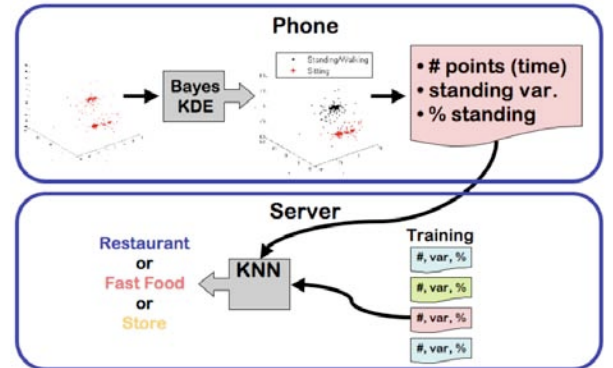 Phone
Bayes
KDE
Standing/Walking
Sitting
• # points (time)
• standing var.
• % standing
Server
Restaurant
or
Fast Food
or
Store
KNN
Training
#, var, %
#, var, %
#, var, %
#, var, %